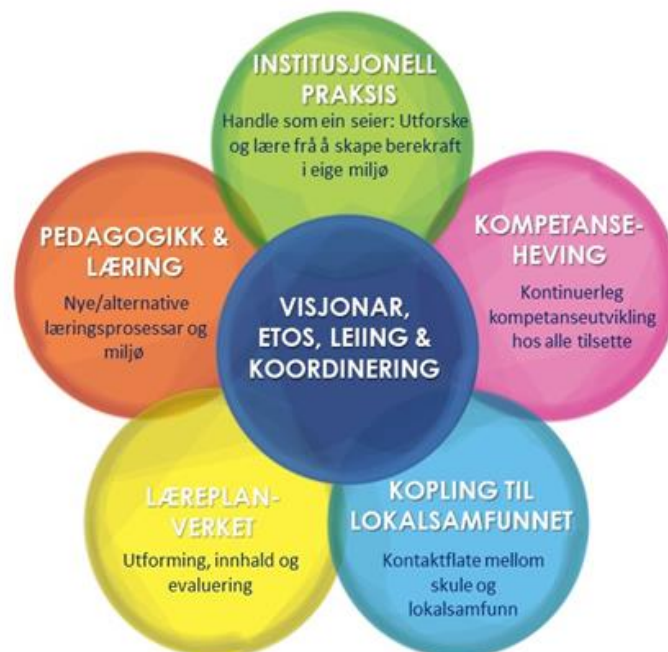 INSTITUSJONELL
PRAKSIS
Handle som ein seier: Utforske
og lære frå å skape berekraft
i eige miljø
PEDAGOGIKK &
LÆRING
Nye/alternative
læringsprosessar og
miljø
KOMPETANSE-
HEVING
Kontinuerleg
kompetanseutvikling
hos alle tilsette
VISJONAR,
ETOS, LEIING &
KOORDINERING
LÆREPLAN-
VERKET
Utforming, innhald og
evaluering
KOPLING TIL
LOKALSAMFUNNET
Kontaktflate mellom
skule og
lokalsamfunn